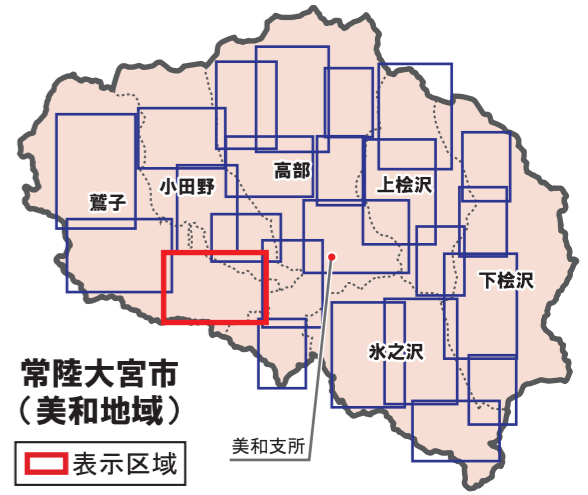 高部
小田野
上桧沢
鷲子
下桧沢
氷之沢
常陸大宮市
（美和地域）
美和支所
表示区域